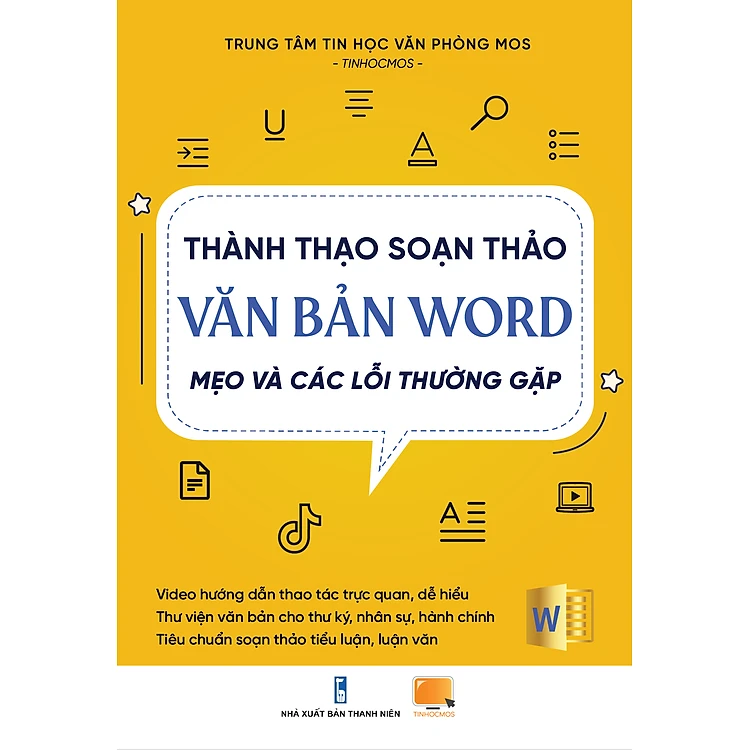 TRUNG TÂM TIN HỌC VĂN PHÒNG MOS
- TINHOCMOS -
THÀNH THẠO SOẠN THẢO
VĂN BẢN WORD
MẸO VÀ CÁC LỖI THƯỜNG GẶP
Video hướng dẫn thao tác trực quan, dễ hiểu
Thư viện văn bản cho thư ký, nhân sự, hành chính
Tiêu chuẩn soạn thảo tiểu luận, luận văn
W
NHÀ XUẤT BẢN THANH NIÊN
TINHOCMOS